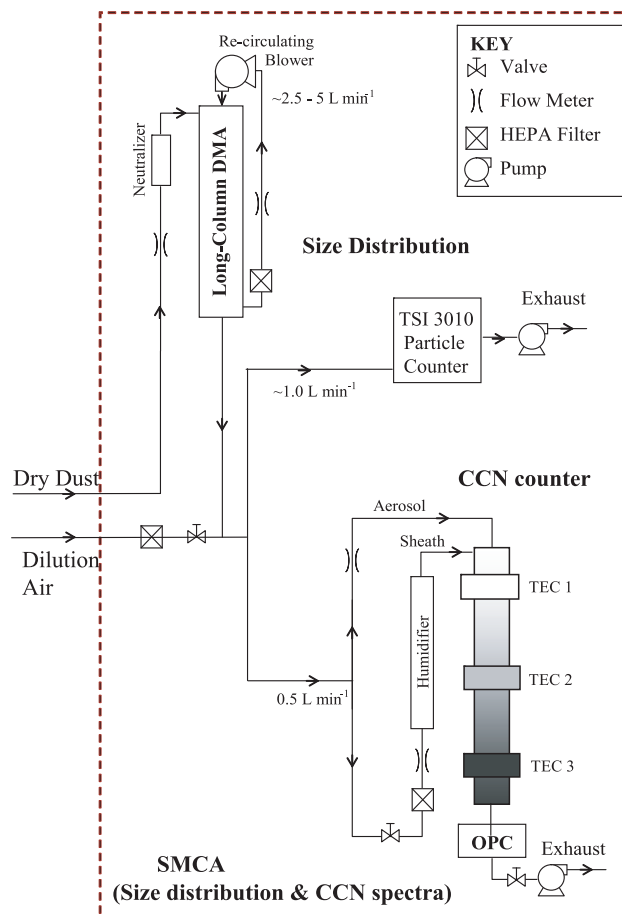 Re-circulating
Blower
~2.5 - 5 L min-1
KEY
Valve
Flow Meter
HEPA Filter
Pump
Neutralizer
Long-Column DMA
Size Distribution
TSI 3010
Particle
Counter
Exhaust
~1.0 L min-1
Dry Dust
Dilution
Air
CCN counter
Aerosol
Sheath
Humidifier
TEC 1
TEC 2
TEC 3
0.5 L min-1
OPC
Exhaust
SMCA
(Size distribution & CCN spectra)